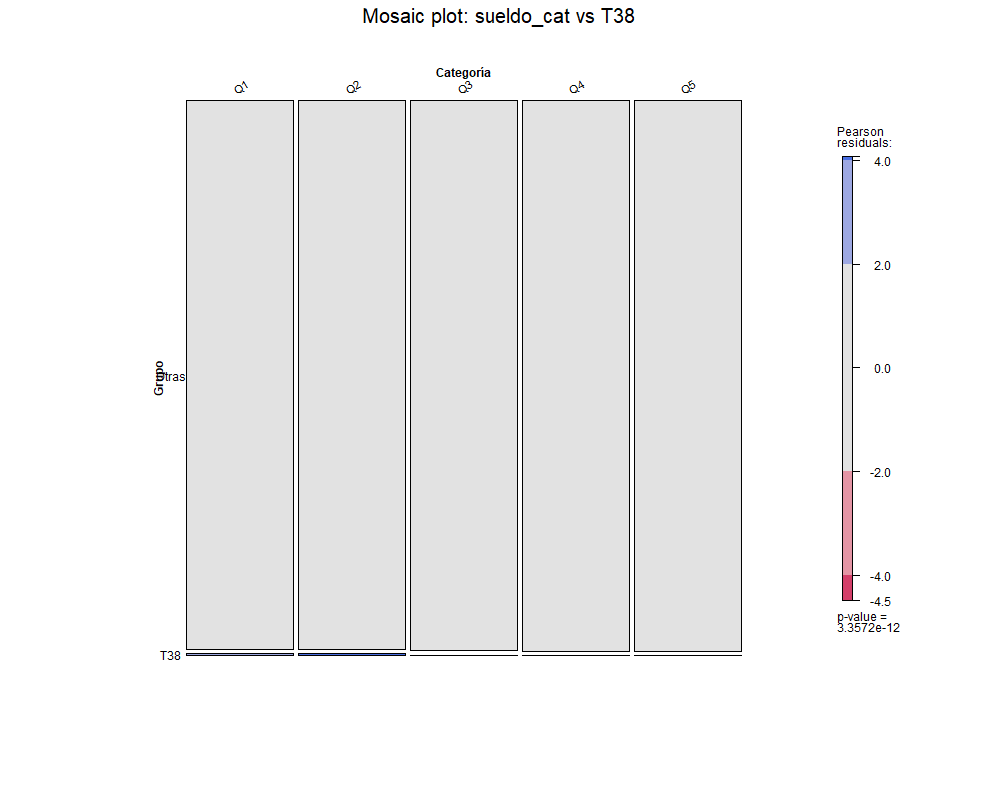 Mosaic plot: sueldo_cat vs T38
Categoría
Q1 Q2 Q3 Q4 Q5
Pearson
residuals:
4.0
2.0
0.0
-2.0
-4.0
-4.5
p-value =
3.3572e-12
Grupo
Otras
T38